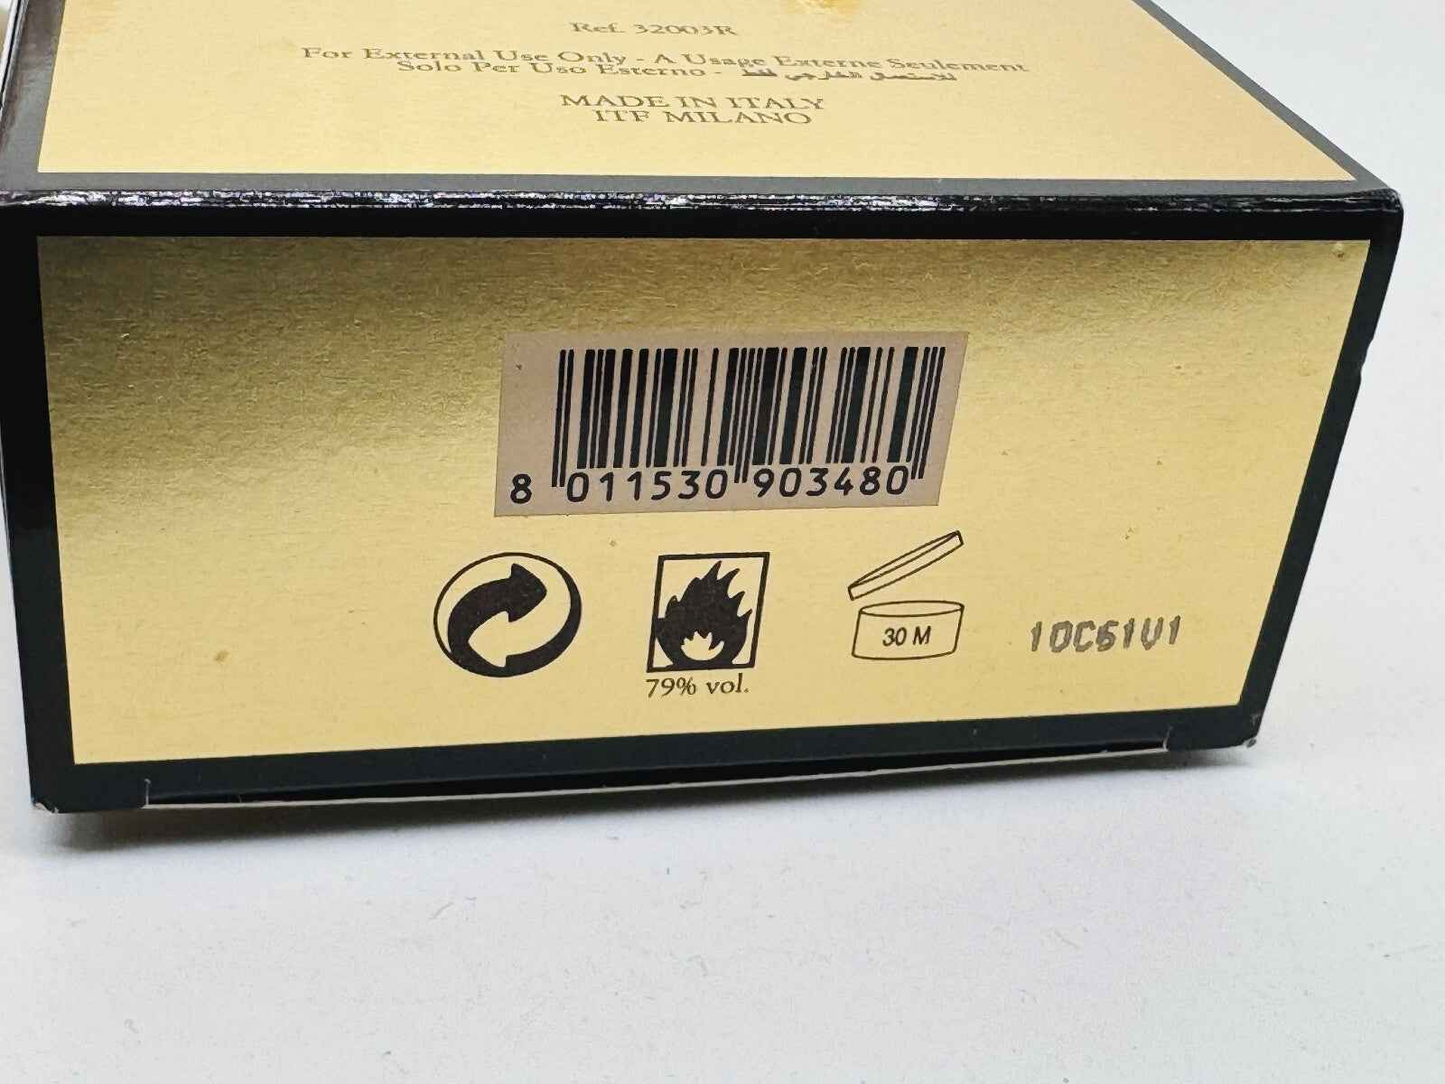 Ref. 32003R
For External Use Only - A Usage Externe Seulement
Solo Per Uso Esterno - للاستعمال الخارجي فقط
MADE IN ITALY
ITF MILANO
8 011530 903480
79% vol.
30 M
10C61U1